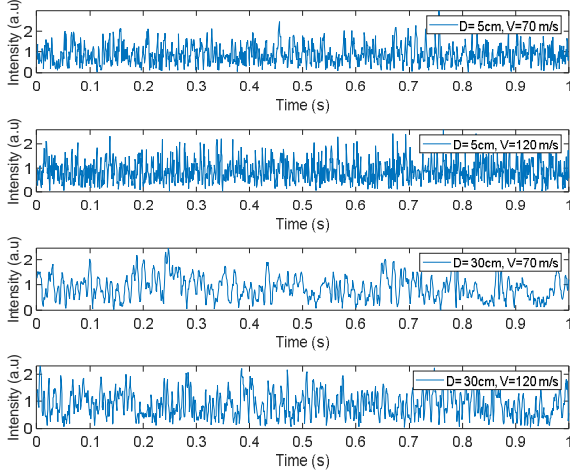 Intensity (a.u)
2
1
0
D= 5cm, V=70 m/s
0 0.1 0.2 0.3 0.4 0.5 0.6 0.7 0.8 0.9 1
Time (s)
Intensity (a.u)
2
1
0
D= 5cm, V=120 m/s
0 0.1 0.2 0.3 0.4 0.5 0.6 0.7 0.8 0.9 1
Time (s)
Intensity (a.u)
2
1
0
D= 30cm, V=70 m/s
0 0.1 0.2 0.3 0.4 0.5 0.6 0.7 0.8 0.9 1
Time (s)
Intensity (a.u)
2
1
0
D= 30cm, V=120 m/s
0 0.1 0.2 0.3 0.4 0.5 0.6 0.7 0.8 0.9 1
Time (s)